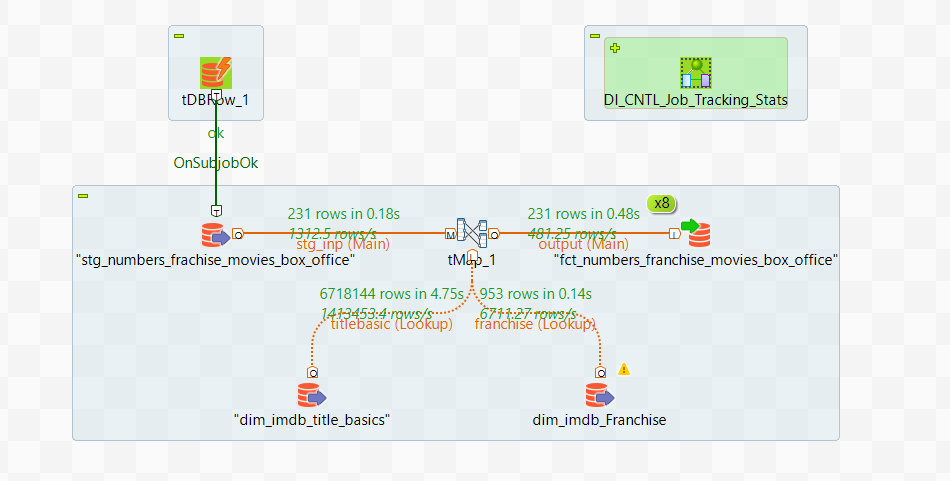 tDBRow_1
DI_CNTL_Job_Tracking_Stats
ok
OnSubjobOk
x8
231 rows in 0.18s
1312.5 rows/s
stg_inp (Main)
231 rows in 0.48s
481.25 rows/s
output (Main)
"stg_numbers_frachise_movies_box_office"
tMap_1
"fct_numbers_franchise_movies_box_office"
6718144 rows in 4.75s
1413453.4 rows/s
titlebasic (Lookup)
953 rows in 0.14s
6711.27 rows/s
franchise (Lookup)
"dim_imdb_title_basics"
dim_imdb_Franchise